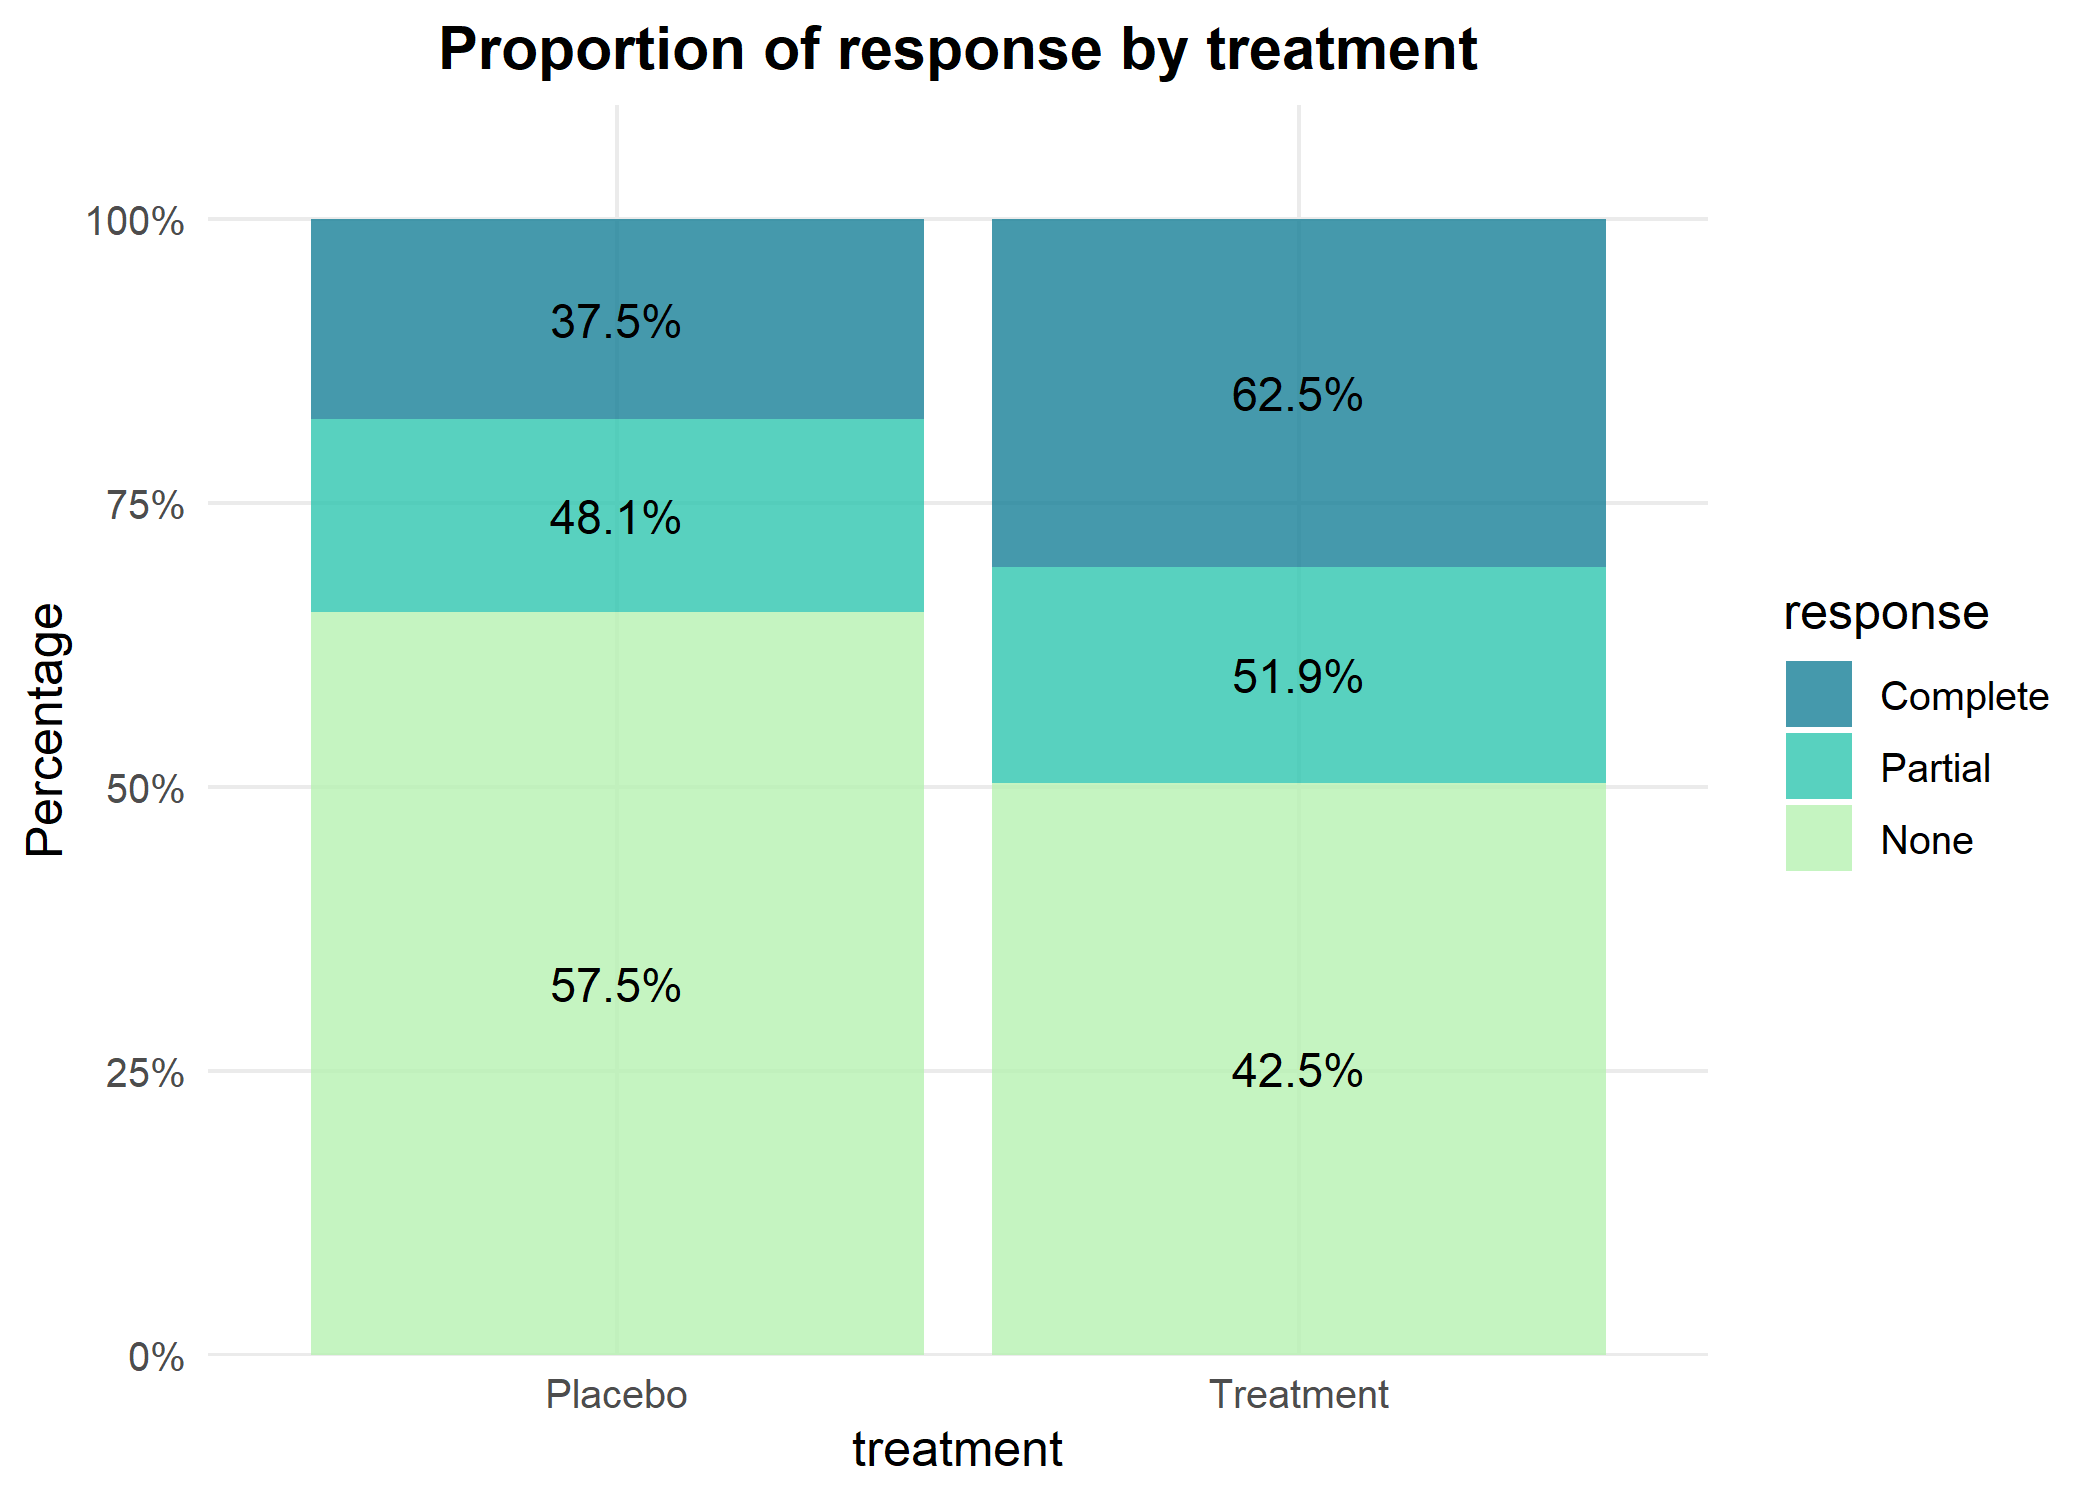 Proportion of response by treatment
100%
75%
50%
25%
0%
Percentage
37.5%
48.1%
57.5%
62.5%
51.9%
42.5%
Placebo
Treatment
treatment
response
Complete
Partial
None